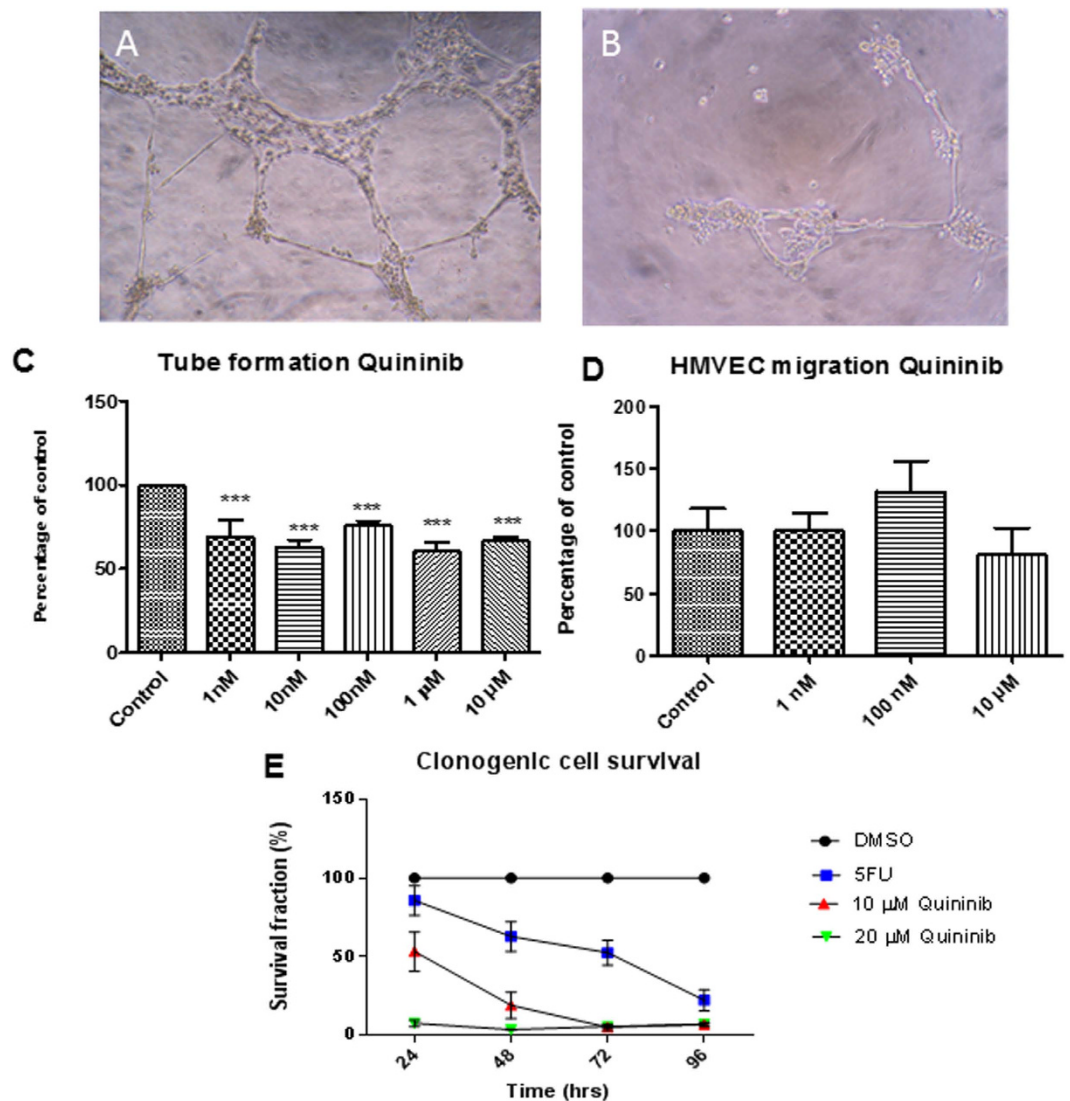 A
B
C
Tube formation Quininib
Percentage of control
150
100
50
0
***
***
***
***
***
Control
1nM
10nM
100nM
1 µM
10 µM
D
HMVEC migration Quininib
Percentage of control
200
150
100
50
0
Control
1 nM
100 nM
10 µM
E
Clonogenic cell survival
Survival fraction (%)
150
100
50
0
24
48
72
96
Time (hrs)
DMSO
5FU
10 µM Quininib
20 µM Quininib